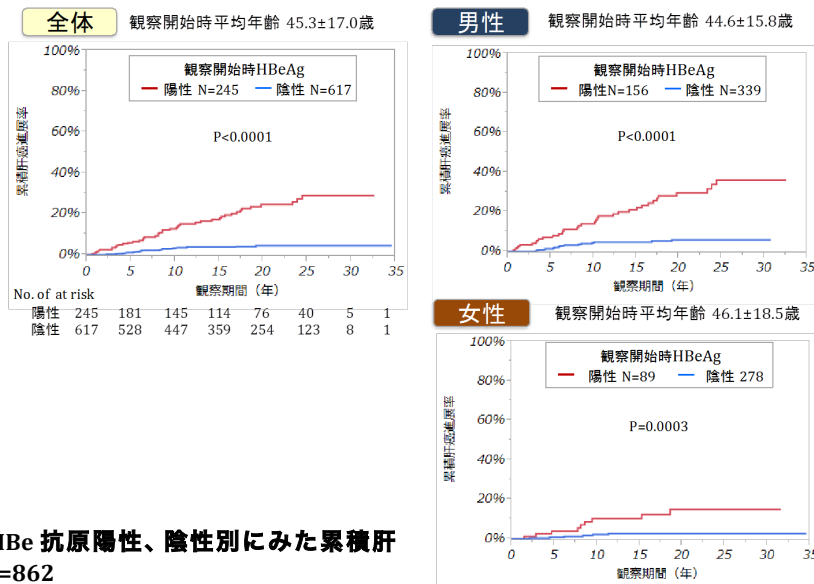 全体 観察開始時平均年齢 45.3±17.0歳
100%
80%
60%
40%
20%
0%
累積肝癌進展率
観察開始時HBeAg
陽性 N=245 陰性 N=617
P<0.0001
0 5 10 15 20 25 30 35
観察期間（年）
No. of at risk
陽性 245 181 145 114 76 40 5 1
陰性 617 528 447 359 254 123 8 1
男性 観察開始時平均年齢 44.6±15.8歳
100%
80%
60%
40%
20%
0%
累積肝癌進展率
観察開始時HBeAg
陽性N=156 陰性 N=339
P<0.0001
0 5 10 15 20 25 30 35
観察期間（年）
女性 観察開始時平均年齢 46.1±18.5歳
100%
80%
60%
40%
20%
0%
累積肝癌進展率
観察開始時HBeAg
陽性 N=89 陰性 278
P=0.0003
0 5 10 15 20 25 30 35
観察期間（年）
HBe 抗原陽性、陰性別にみた累積肝
=862